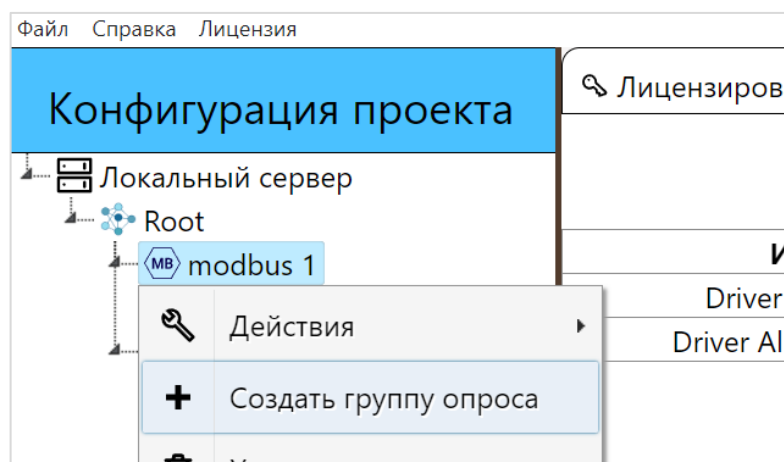 Файл Справка Лицензия
Конфигурация проекта
Лицензиров
Локальный сервер
Root
И
MB modbus 1
Driver
Действия
Driver Al
Создать группу опроса